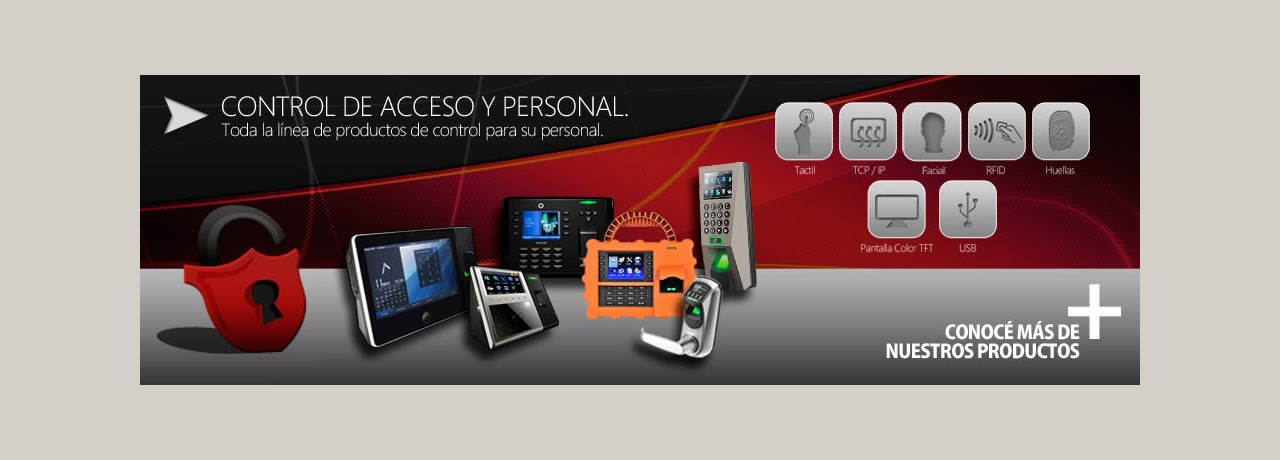 CONTROL DE ACCESO Y PERSONAL.
Toda la línea de productos de control para su personal.
Tactil
TCP / IP
Facial
RFID
Huellas
Pantalla Color TFT
USB
CONOCÉ MÁS DE
NUESTROS PRODUCTOS